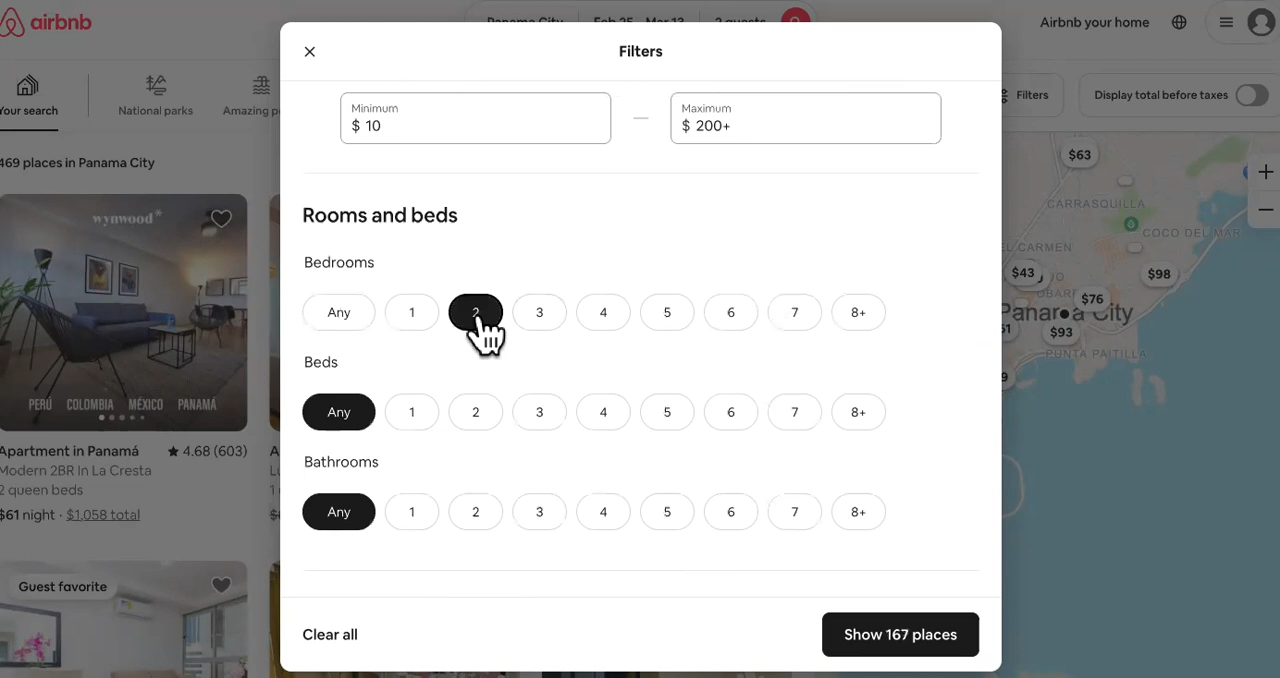 airbnb
Panama City
Feb 25 - Mar 13
2 guests
Airbnb your home
Your search
National parks
Amazing
Filters
Display total before taxes
469 places in Panama City
wynwood*
PERÚ COLOMBIA MÉXICO PANAMÁ
Apartment in Panamá
4.68 (603)
Modern 2BR In La Cresta
2 queen beds
$61 night · $1,058 total
Guest favorite
Filters
Minimum
$ 10
—
Maximum
$ 200+
Rooms and beds
Bedrooms
Any 1 2 3 4 5 6 7 8+
Beds
Any 1 2 3 4 5 6 7 8+
Bathrooms
Any 1 2 3 4 5 6 7 8+
Clear all
Show 167 places
$63
CARRASQUILLA
COCO DEL MAR
EL CARMEN
$43
$98
$76
Panama City
$93
PUNTA PAITILLA